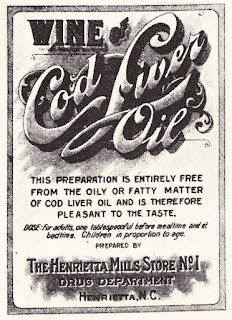 WINE of
Cod Liver
Oil
THIS PREPARATION IS ENTIRELY FREE
FROM THE OILY OR FATTY MATTER
OF COD LIVER OIL AND IS THEREFORE
PLEASANT TO THE TASTE.
DOSE: For adults, one tablespoonful before mealtime and at
bedtime. Children in proportion to age.
PREPARED BY
THE HENRIETTA MILLS STORE No. 1
DRUG DEPARTMENT
HENRIETTA, N.C.